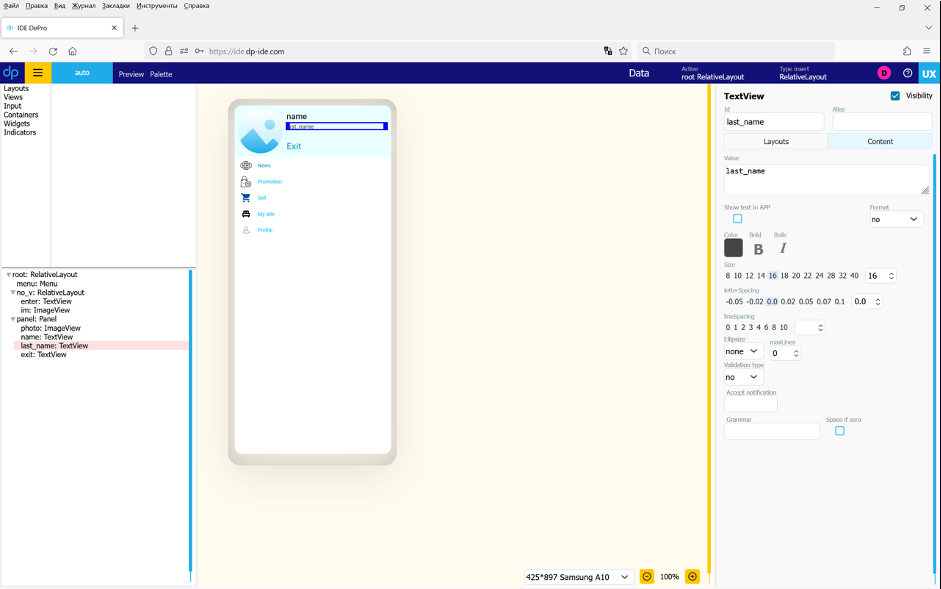 Файл Правка Вид Журнал Закладки Инструменты Справка
dp IDE DePro
https://ide.dp-ide.com
Поиск
dp auto Preview Palette Data
Active
root RelativeLayout
Type insert
RelativeLayout
D UX
Layouts
Views
Input
Containers
Widgets
Indicators
root: RelativeLayout
menu: Menu
no_v: RelativeLayout
enter: TextView
im: ImageView
panel: Panel
photo: ImageView
name: TextView
last_name: TextView
exit: TextView
name
last_name
Exit
News
Promotion
Sell
My ads
Profile
425*897 Samsung A10
100%
TextView
Visibility
Id
Alias
last_name
Layouts
Content
Value
last_name
Show text in APP
Format
no
Color
Bold
Italic
B I
Size
8 10 12 14 16 18 20 22 24 28 32 40 16
letterSpacing
-0.05 -0.02 0.0 0.02 0.05 0.07 0.1 0.0
lineSpacing
0 1 2 3 4 6 8 10
Ellipsize
maxLines
none
0
Validation type
no
Accept notification
Grammar
Space if zero